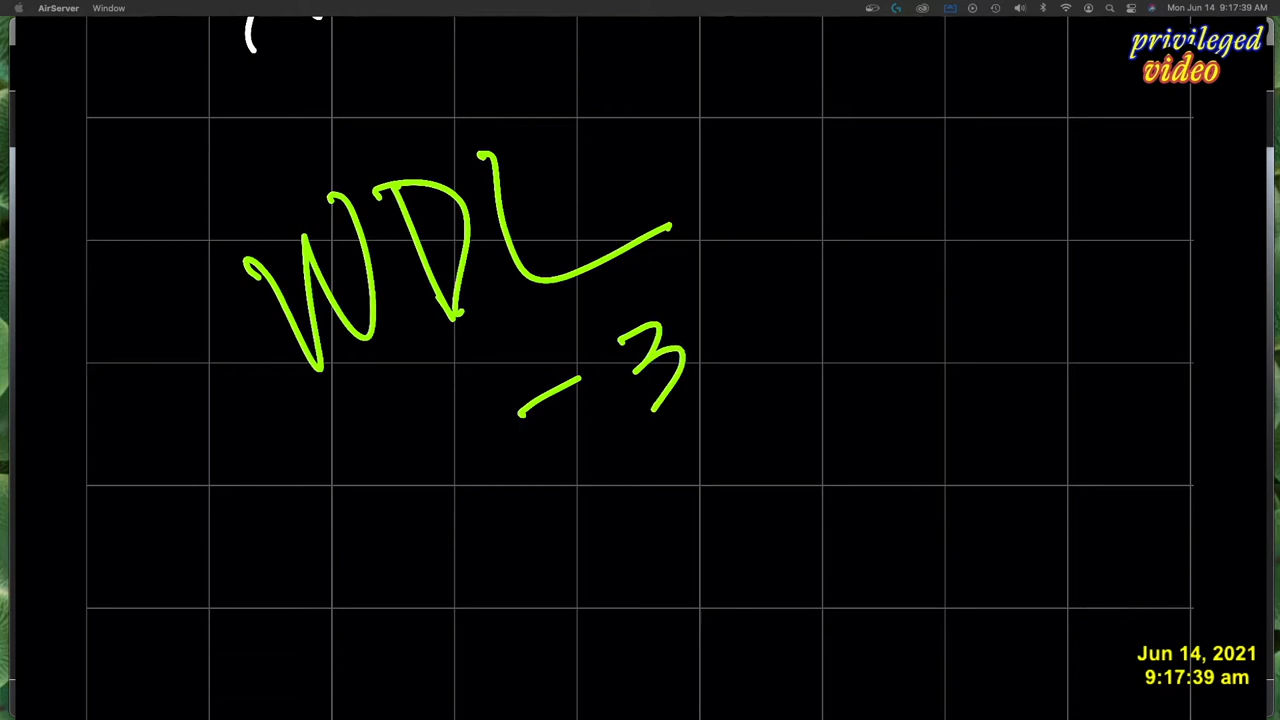 AirServer Window Mon Jun 14 9:17:39 AM
privileged
video
WDL
- 3
Jun 14, 2021
9:17:39 am